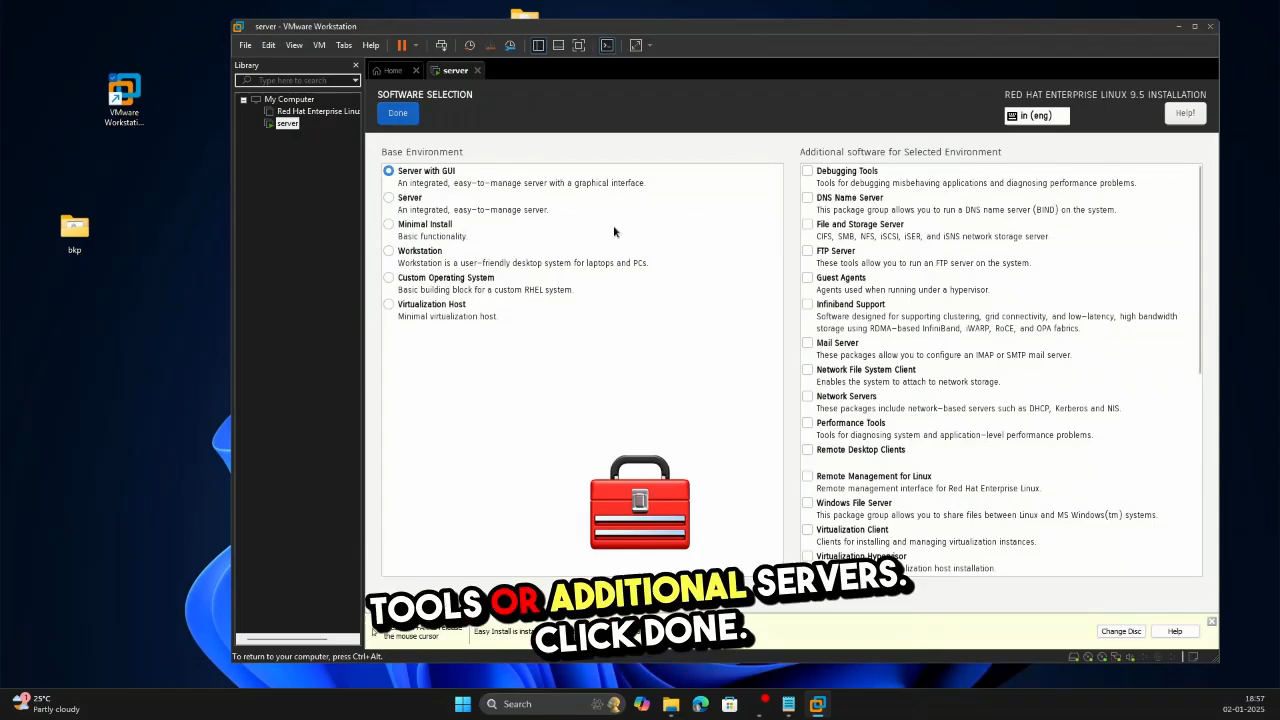 server - VMware Workstation
File Edit View VM Tabs Help
Library
Type here to search
My Computer
Red Hat Enterprise Linu
server
Home
server
SOFTWARE SELECTION
Done
RED HAT ENTERPRISE LINUX 9.5 INSTALLATION
in (eng)
Help!
Base Environment
Server with GUI
An integrated, easy-to-manage server with a graphical interface.
Server
An integrated, easy-to-manage server.
Minimal Install
Basic functionality.
Workstation
Workstation is a user-friendly desktop system for laptops and PCs.
Custom Operating System
Basic building block for a custom RHEL system.
Virtualization Host
Minimal virtualization host.
Additional software for Selected Environment
Debugging Tools
Tools for debugging misbehaving applications and diagnosing performance problems.
DNS Name Server
This package group allows you to run a DNS name server (BIND) on the system.
File and Storage Server
CIFS, SMB, NFS, iSCSI, iSER, and iSNS network storage server.
FTP Server
These tools allow you to run an FTP server on the system.
Guest Agents
Agents used when running under a hypervisor.
Infiniband Support
Software designed for supporting clustering, grid connectivity, and low-latency, high bandwidth
storage using RDMA-based InfiniBand, iWARP, RoCE, and OPA fabrics.
Mail Server
These packages allow you to configure an IMAP or SMTP mail server.
Network File System Client
Enables the system to attach to network storage.
Network Servers
These packages include network-based servers such as DHCP, Kerberos and NIS.
Performance Tools
Tools for diagnosing system and application-level performance problems.
Remote Desktop Clients
Remote Management for Linux
Remote management interface for Red Hat Enterprise Linux.
Windows File Server
This package group allows you to share files between Linux and MS Windows(tm) systems.
Virtualization Client
Clients for installing and managing virtualization instances.
Virtualization Hypervisor
host installation.
TOOLS OR ADDITIONAL SERVERS.
CLICK DONE.
the mouse cursor
Easy Install is
Change Disc
Help
To return to your computer, press Ctrl+Alt.
VMware
Workstati...
bkp
1
25°C
Partly cloudy
Search
18:57
02-01-2025